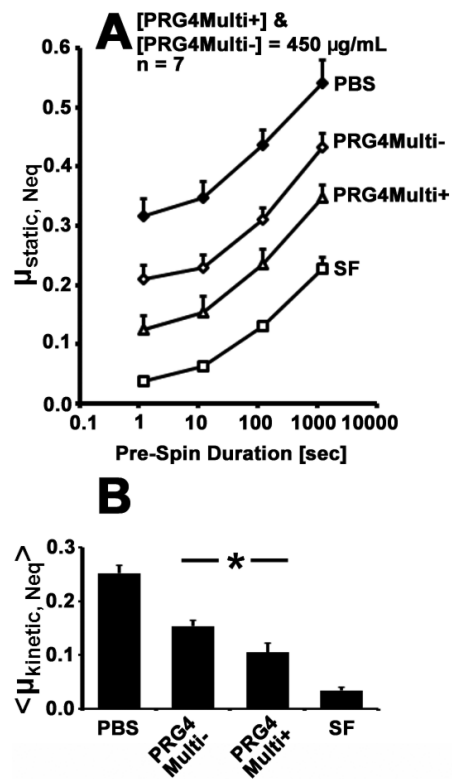 A
[PRG4Multi+] &
[PRG4Multi-] = 450 µg/mL
n = 7
0.6
0.5
0.4
0.3
0.2
0.1
0.0
µstatic, Neq
PBS
PRG4Multi-
PRG4Multi+
SF
0.1 1 10 100 1000 10000
Pre-Spin Duration [sec]
B
0.3
0.2
0.1
0.0
<µkinetic, Neq>
*
PBS
PRG4
Multi-
PRG4
Multi+
SF